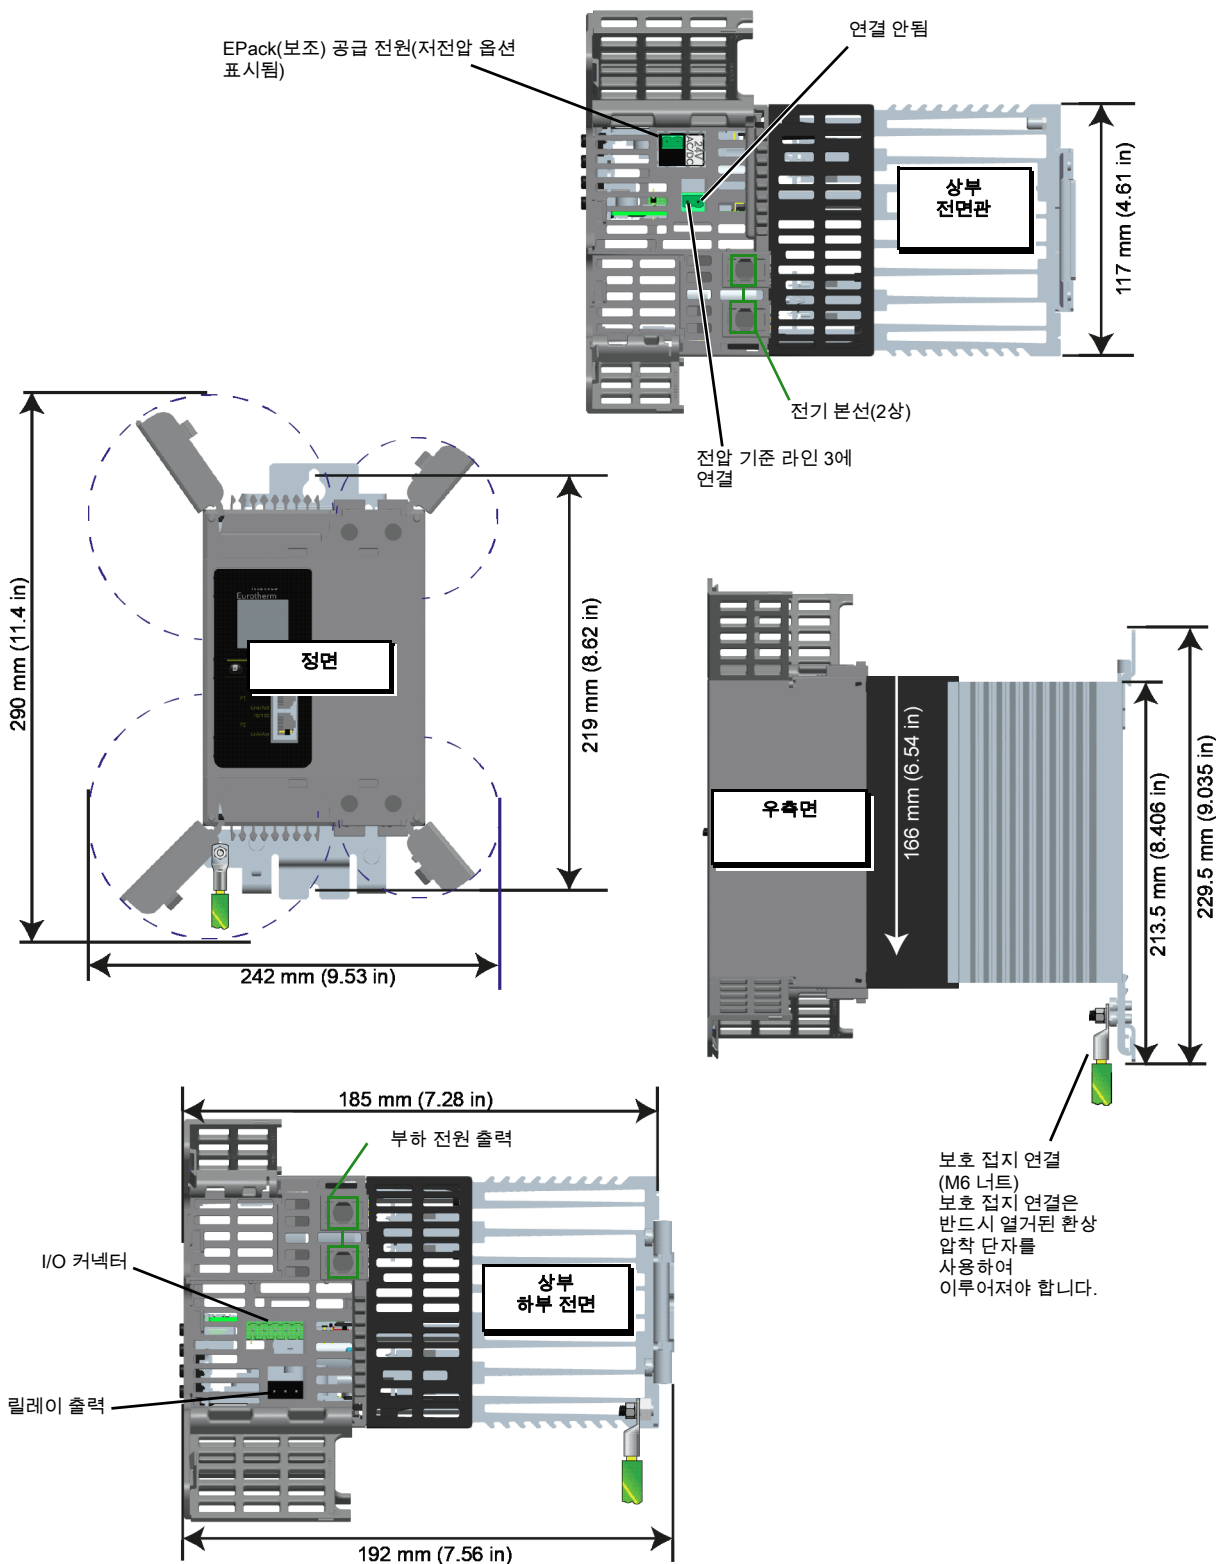 EPack(보조) 공급 전원(저전압 옵션
표시됨)
연결 안됨
24V
AC/DC
상부
전면관
117 mm (4.61 in)
전기 본선(2상)
전압 기준 라인 3에
연결
290 mm (11.4 in)
Eurotherm
정면
219 mm (8.62 in)
242 mm (9.53 in)
우측면
166 mm (6.54 in)
213.5 mm (8.406 in)
229.5 mm (9.035 in)
보호 접지 연결
(M6 너트)
보호 접지 연결은
반드시 열거된 환상
압착 단자를
사용하여
이루어져야 합니다.
185 mm (7.28 in)
부하 전원 출력
I/O 커넥터
상부
하부 전면
릴레이 출력
192 mm (7.56 in)